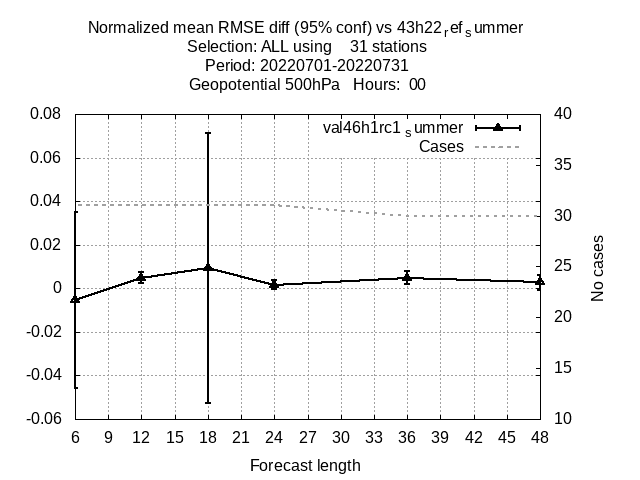 Normalized mean RMSE diff (95% conf) vs 43h22ref summer
Selection: ALL using 31 stations
Period: 20220701-20220731
Geopotential 500hPa Hours: 00
0.08
0.06
0.04
0.02
0
-0.02
-0.04
-0.06
40
35
30
25
20
15
10
val46h1rc1summer
Cases
No cases
6 9 12 15 18 21 24 27 30 33 36 39 42 45 48
Forecast length